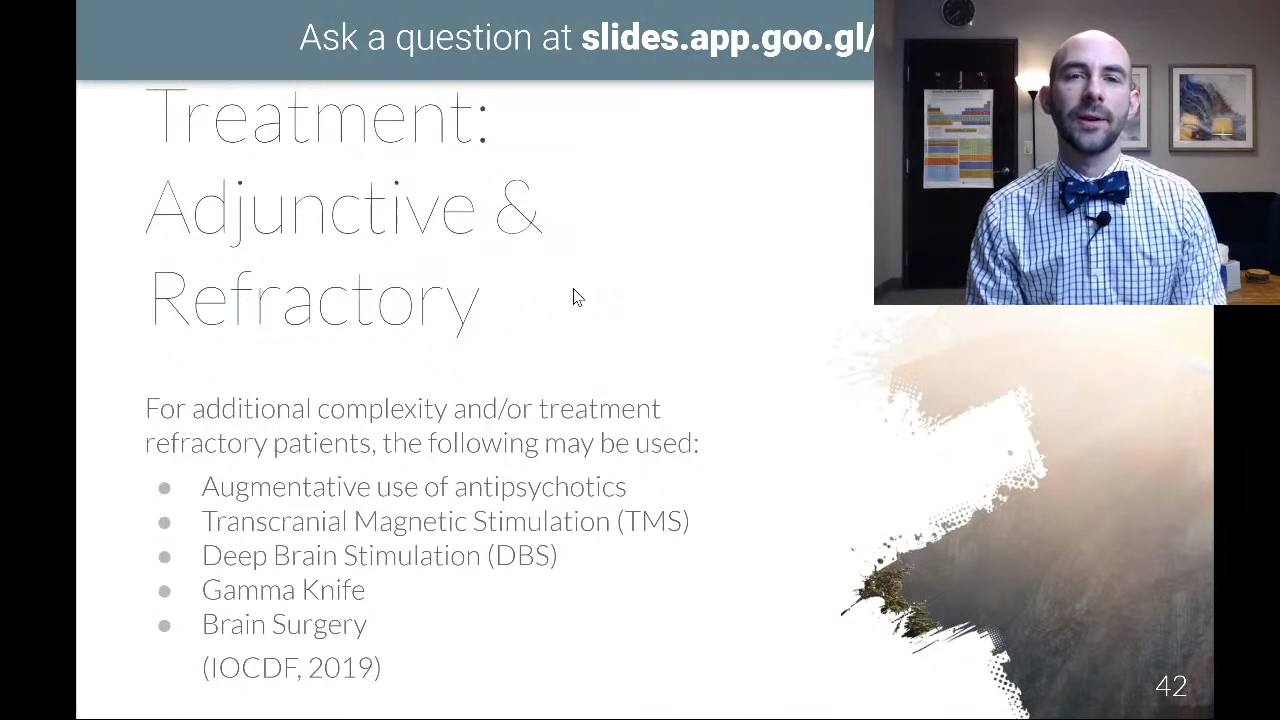 Ask a question at slides.app.goo.gl/
Treatment:
Adjunctive &
Refractory
For additional complexity and/or treatment
refractory patients, the following may be used:
● Augmentative use of antipsychotics
● Transcranial Magnetic Stimulation (TMS)
● Deep Brain Stimulation (DBS)
● Gamma Knife
● Brain Surgery
(IOCDF, 2019)
42